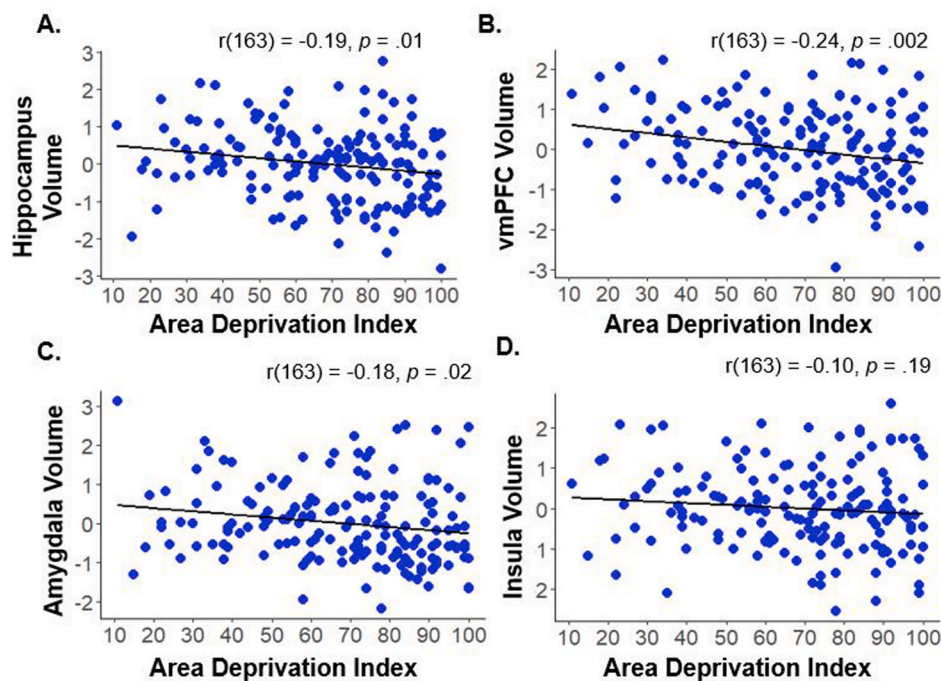 A.
r(163) = -0.19, p = .01
Hippocampus
Volume
3
2
1
0
-1
-2
-3
10 20 30 40 50 60 70 80 90 100
Area Deprivation Index
B.
r(163) = -0.24, p = .002
vmPFC Volume
2
1
0
-1
-2
-3
10 20 30 40 50 60 70 80 90 100
Area Deprivation Index
C.
r(163) = -0.18, p = .02
Amygdala Volume
3
2
1
0
-1
-2
10 20 30 40 50 60 70 80 90 100
Area Deprivation Index
D.
r(163) = -0.10, p = .19
Insula Volume
2
1
0
1
2
10 20 30 40 50 60 70 80 90 100
Area Deprivation Index